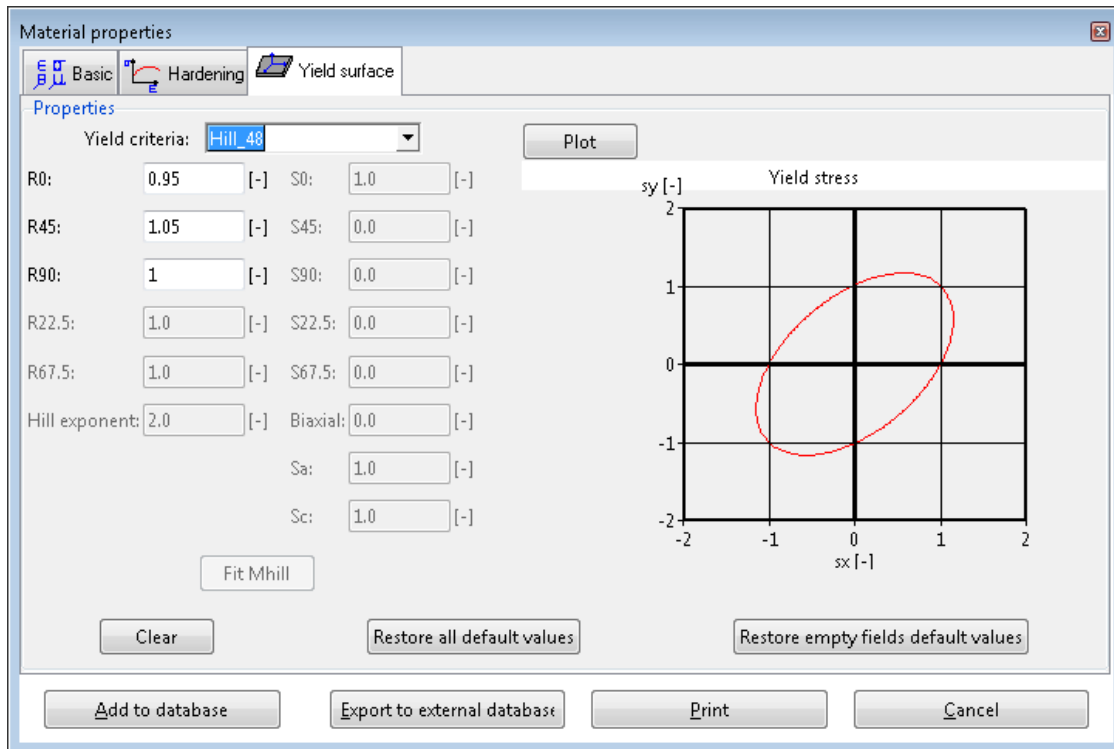 Material properties
Basic Hardening Yield surface
Properties
Yield criteria: Hill_48 Plot
R0: 0.95 [-] S0: 1.0 [-]
R45: 1.05 [-] S45: 0.0 [-]
R90: 1 [-] S90: 0.0 [-]
R22.5: 1.0 [-] S22.5: 0.0 [-]
R67.5: 1.0 [-] S67.5: 0.0 [-]
Hill exponent: 2.0 [-] Biaxial: 0.0 [-]
Sa: 1.0 [-]
Sc: 1.0 [-]
Fit Mhill
Yield stress
sy [-]
2
1
0
-1
-2
-2 -1 0 1 2
sx [-]
Clear Restore all default values Restore empty fields default values
Add to database Export to external database Print Cancel